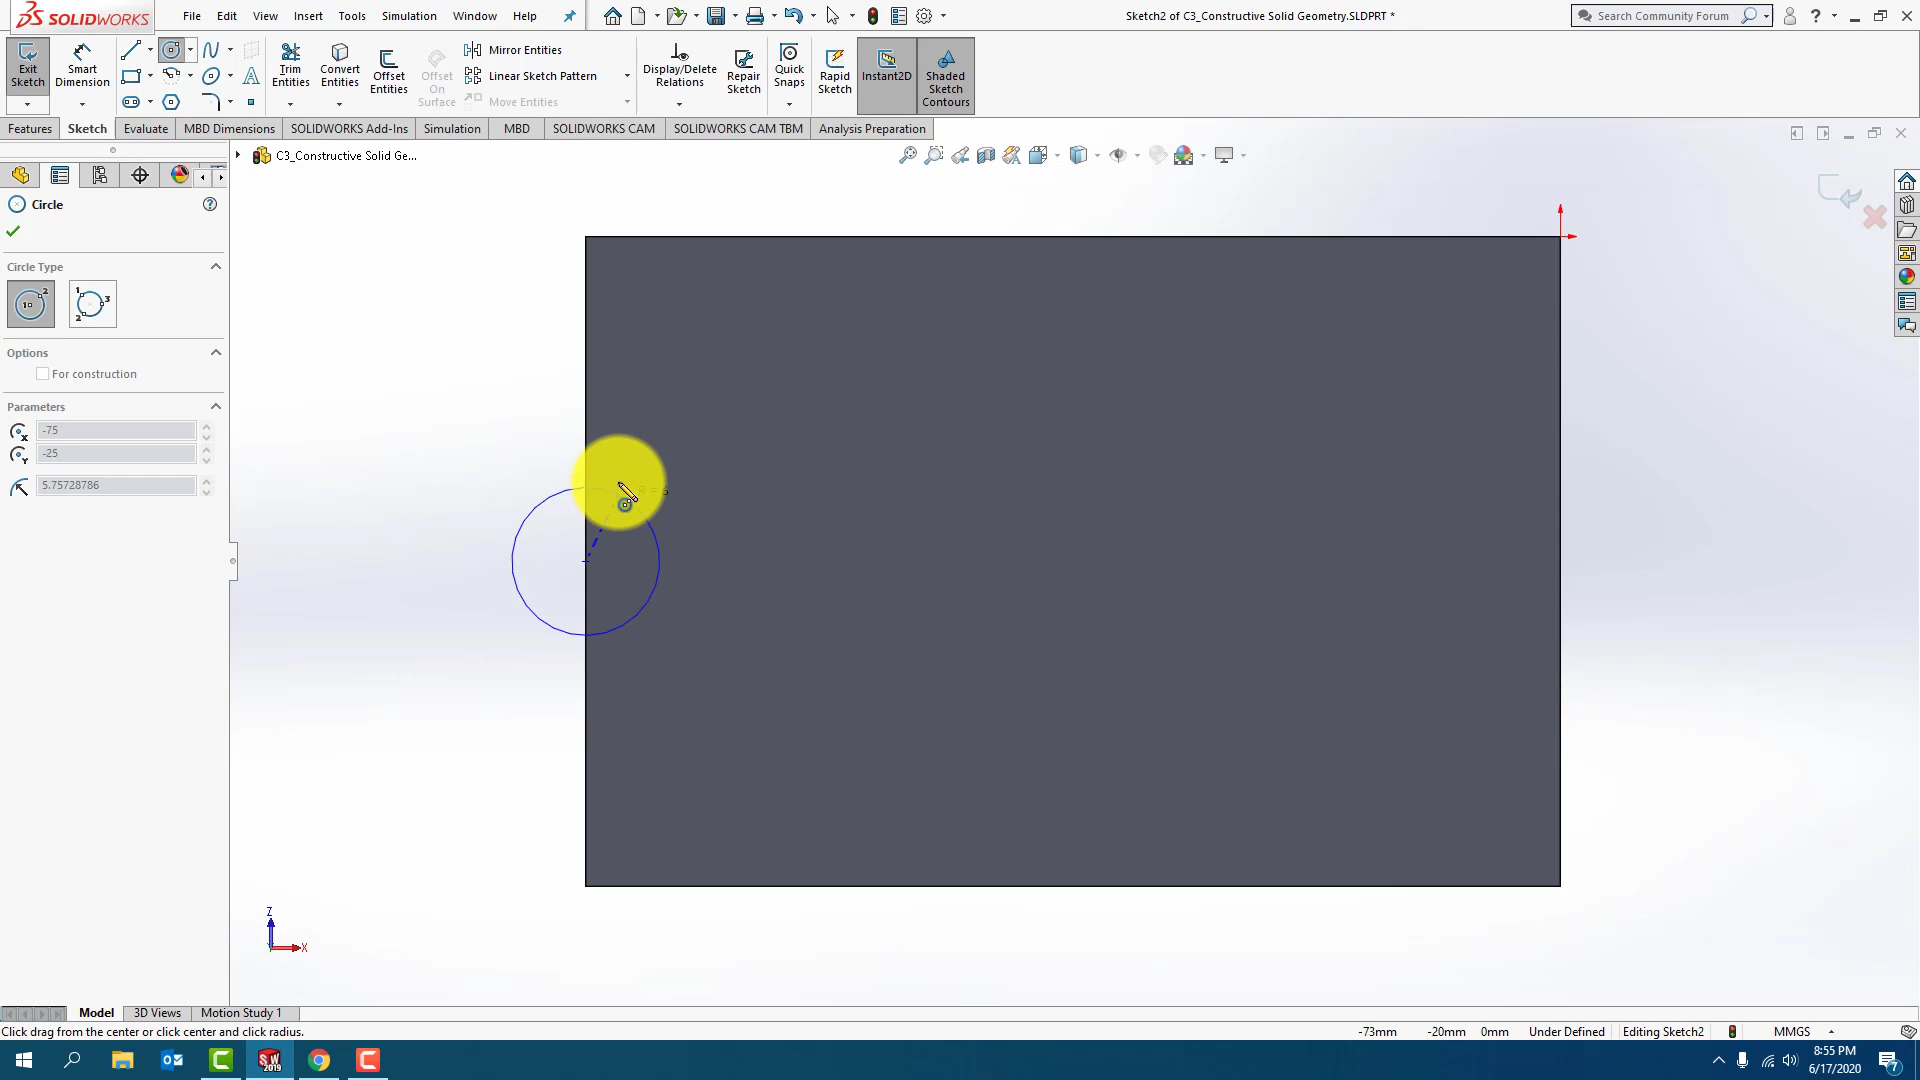 SOLIDWORKS File Edit View Insert Tools Simulation Window Help Sketch2 of C3_Constructive Solid Geometry.SLDPRT * Search Community Forum
Exit Sketch
Smart Dimension
Trim Entities
Convert Entities
Offset Entities
Offset On Surface
Mirror Entities
Linear Sketch Pattern
Move Entities
Display/Delete Relations
Repair Sketch
Quick Snaps
Rapid Sketch
Instant2D
Shaded Sketch Contours
Features Sketch Evaluate MBD Dimensions SOLIDWORKS Add-Ins Simulation MBD SOLIDWORKS CAM SOLIDWORKS CAM TBM Analysis Preparation
C3_Constructive Solid Ge...
Circle
Circle Type
Options
For construction
Parameters
-75
-25
5.75728786
Z
X
Model 3D Views Motion Study 1
Click drag from the center or click center and click radius. -73mm -20mm 0mm Under Defined Editing Sketch2 MMGS
SW 2019
8:55 PM
6/17/2020
7